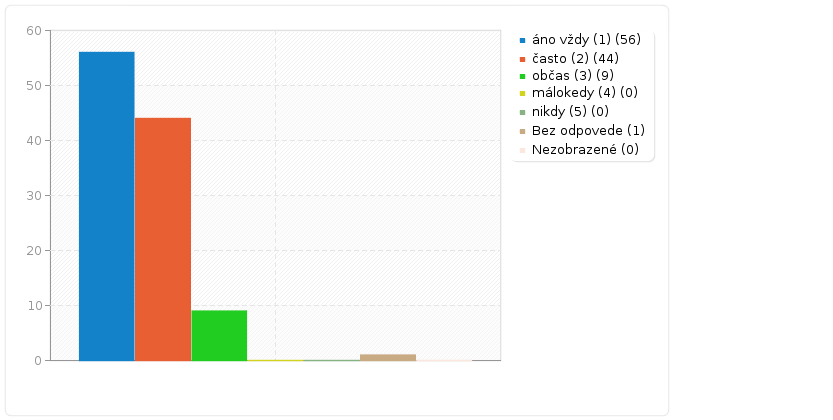 60
50
40
30
20
10
0
áno vždy (1) (56)
často (2) (44)
občas (3) (9)
málokedy (4) (0)
nikdy (5) (0)
Bez odpovede (1)
Nezobrazené (0)